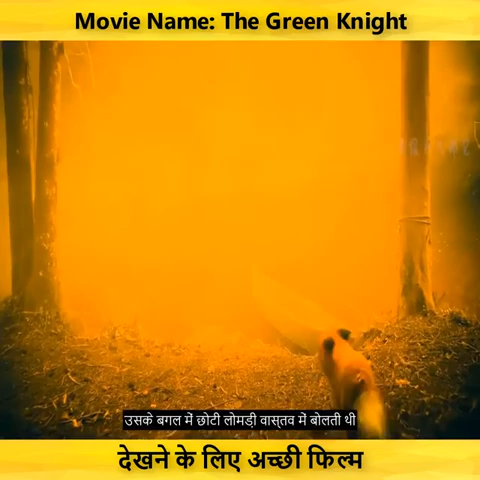 Movie Name: The Green Knight
उसके बगल में छोटी लोमड़ी वास्तव में बोलती थी
देखने के लिए अच्छी फिल्म